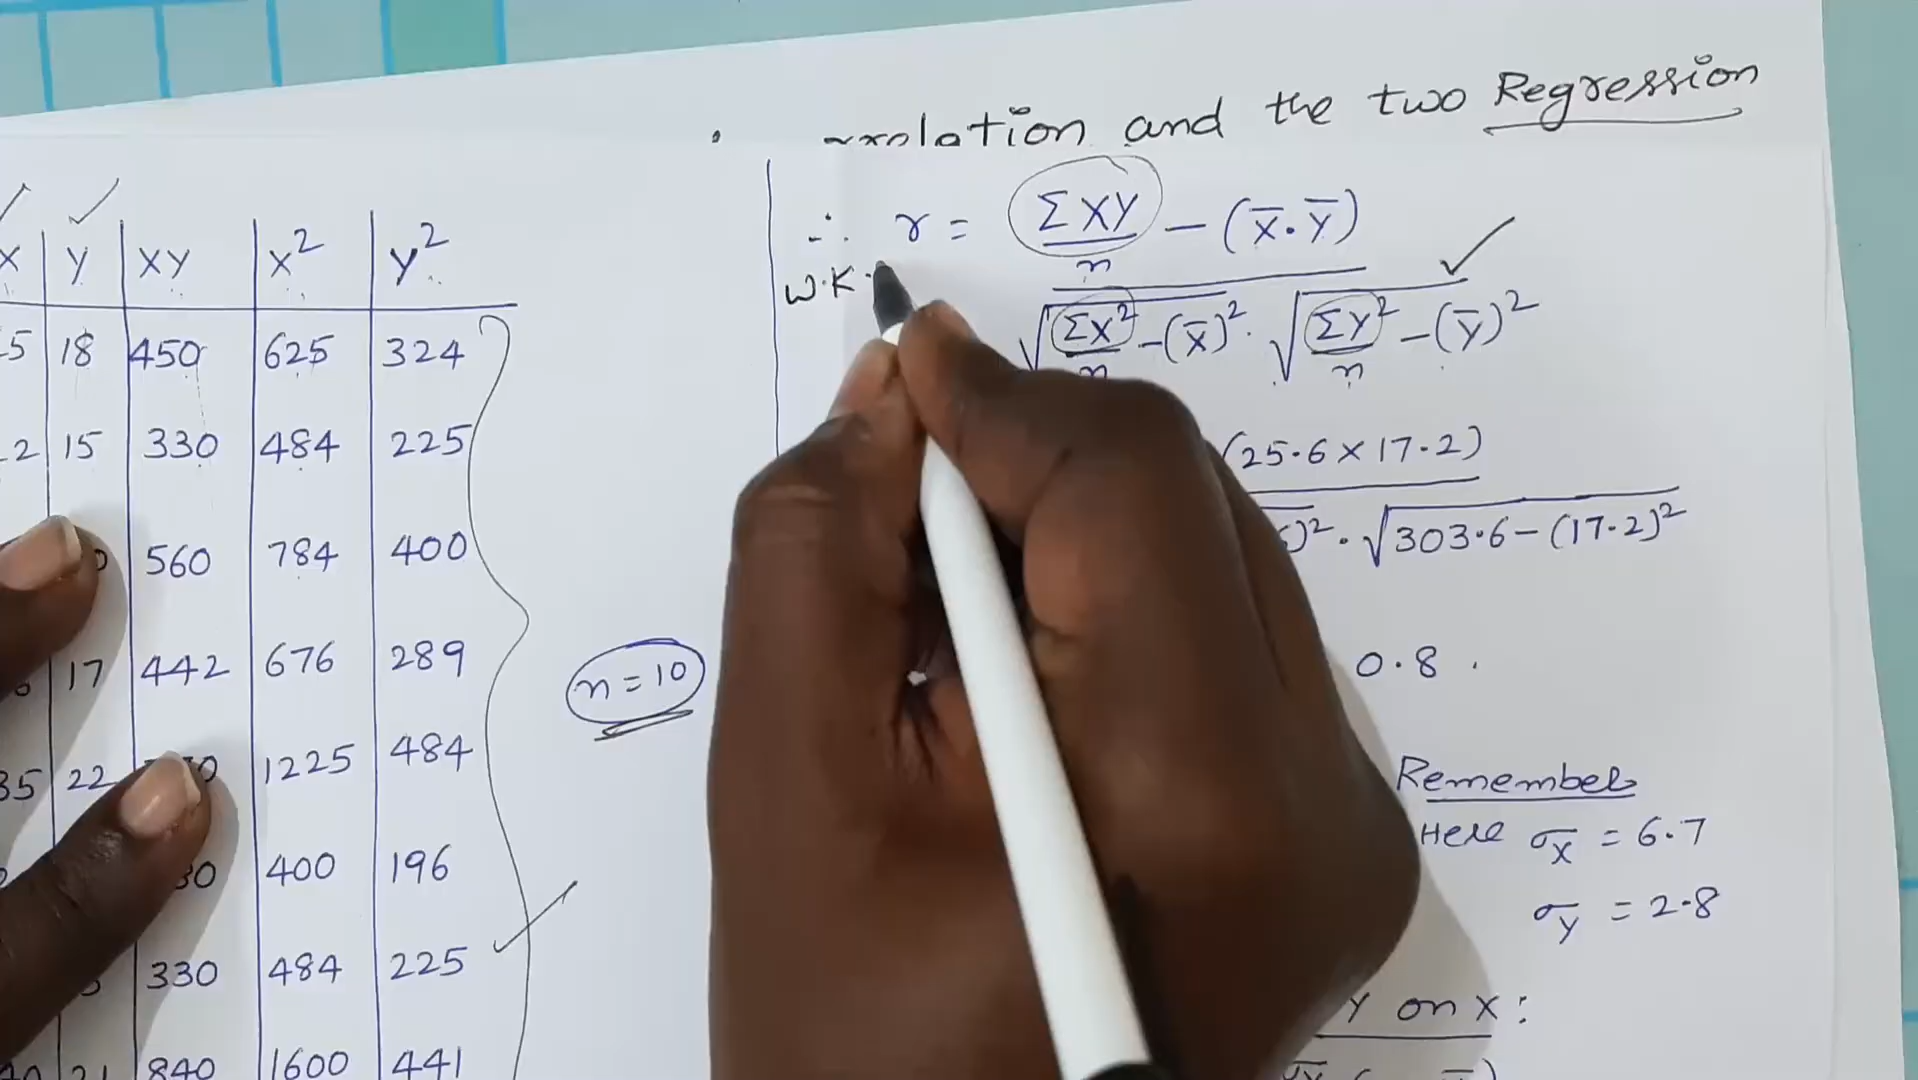 and the two Regression
X Y XY X² Y²
18 450 625 324
15 330 484 225
560 784 400
17 442 676 289
35 22 1225 484
400 196
330 484 225
21 840 1600 441
n = 10
∴ r = ΣXY/n - (X̄.Ȳ)
W.K.
√ΣX²/n - (X̄)² . √ΣY²/n - (Ȳ)²
(25.6 × 17.2)
)² . √303.6 - (17.2)²
0.8 .
Remember
Here σx = 6.7
σy = 2.8
Y on X :